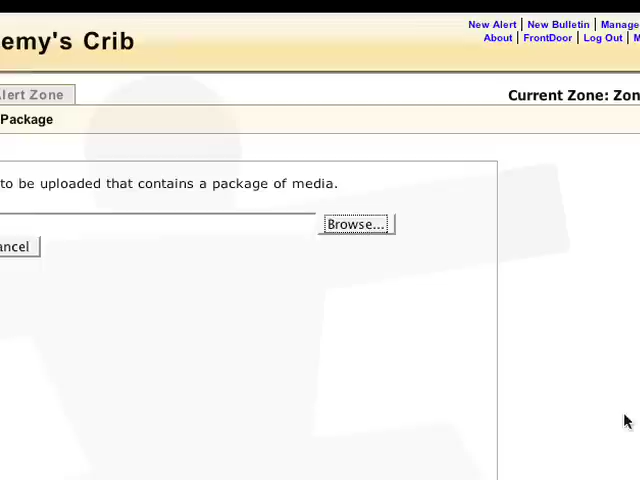 New Alert | New Bulletin | Manage
emy's Crib
About | FrontDoor | Log Out | M
lert Zone
Current Zone: Zon
Package
to be uploaded that contains a package of media.
Browse...
ancel